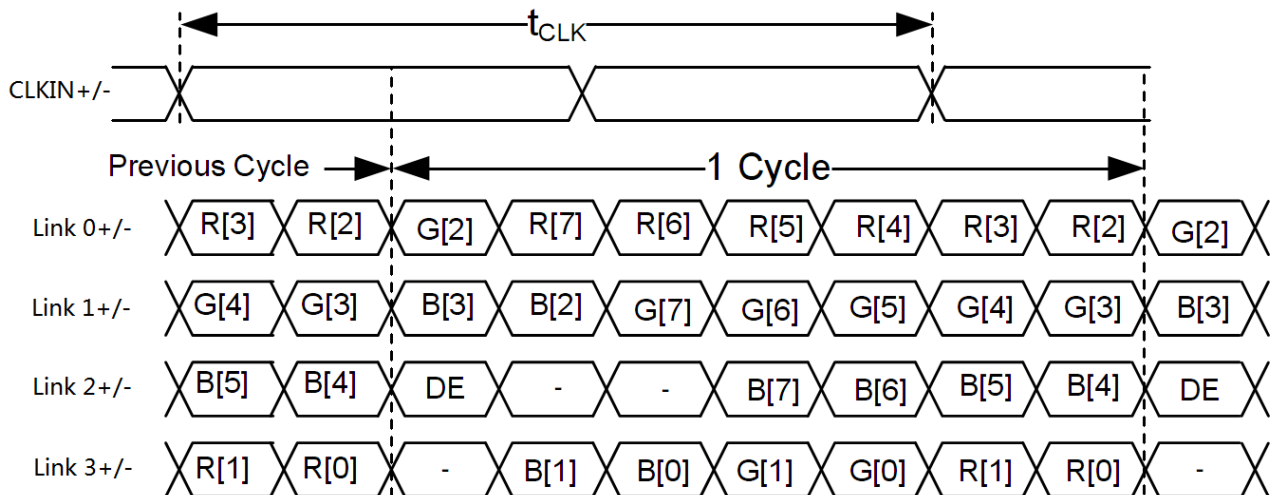 tCLK
CLKIN+/-
Previous Cycle 1 Cycle
Link 0+/- R[3] R[2] G[2] R[7] R[6] R[5] R[4] R[3] R[2] G[2]
Link 1+/- G[4] G[3] B[3] B[2] G[7] G[6] G[5] G[4] G[3] B[3]
Link 2+/- B[5] B[4] DE - - B[7] B[6] B[5] B[4] DE
Link 3+/- R[1] R[0] - B[1] B[0] G[1] G[0] R[1] R[0] -